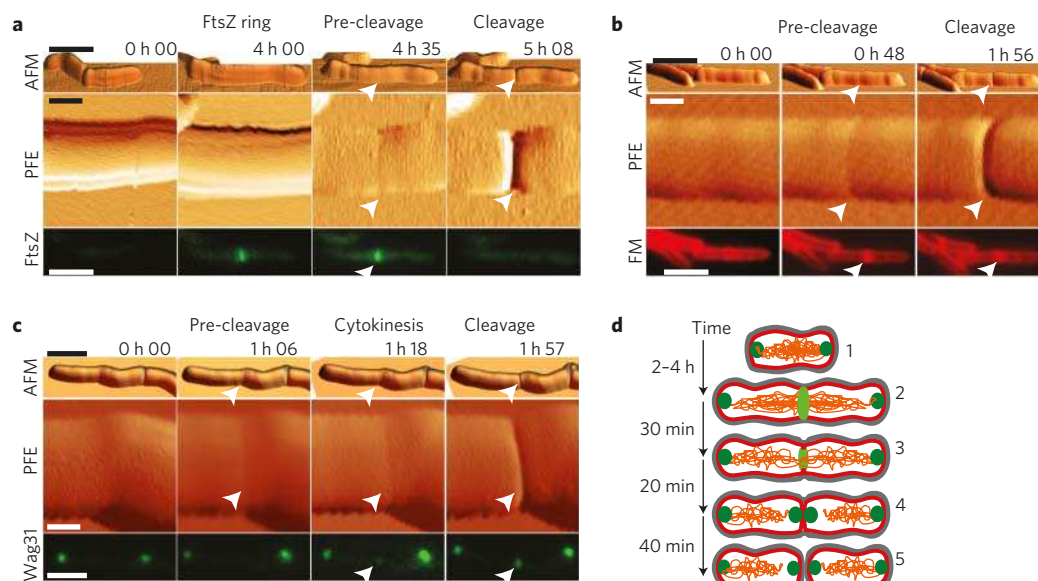 a
FtsZ ring
Pre-cleavage
Cleavage
0 h 00
4 h 00
4 h 35
5 h 08
AFM
PFE
FtsZ
b
Pre-cleavage
Cleavage
0 h 00
0 h 48
1 h 56
AFM
PFE
FM
c
Pre-cleavage
Cytokinesis
Cleavage
0 h 00
1 h 06
1 h 18
1 h 57
AFM
PFE
Wag31
d
Time
1
2–4 h
2
30 min
3
20 min
4
40 min
5